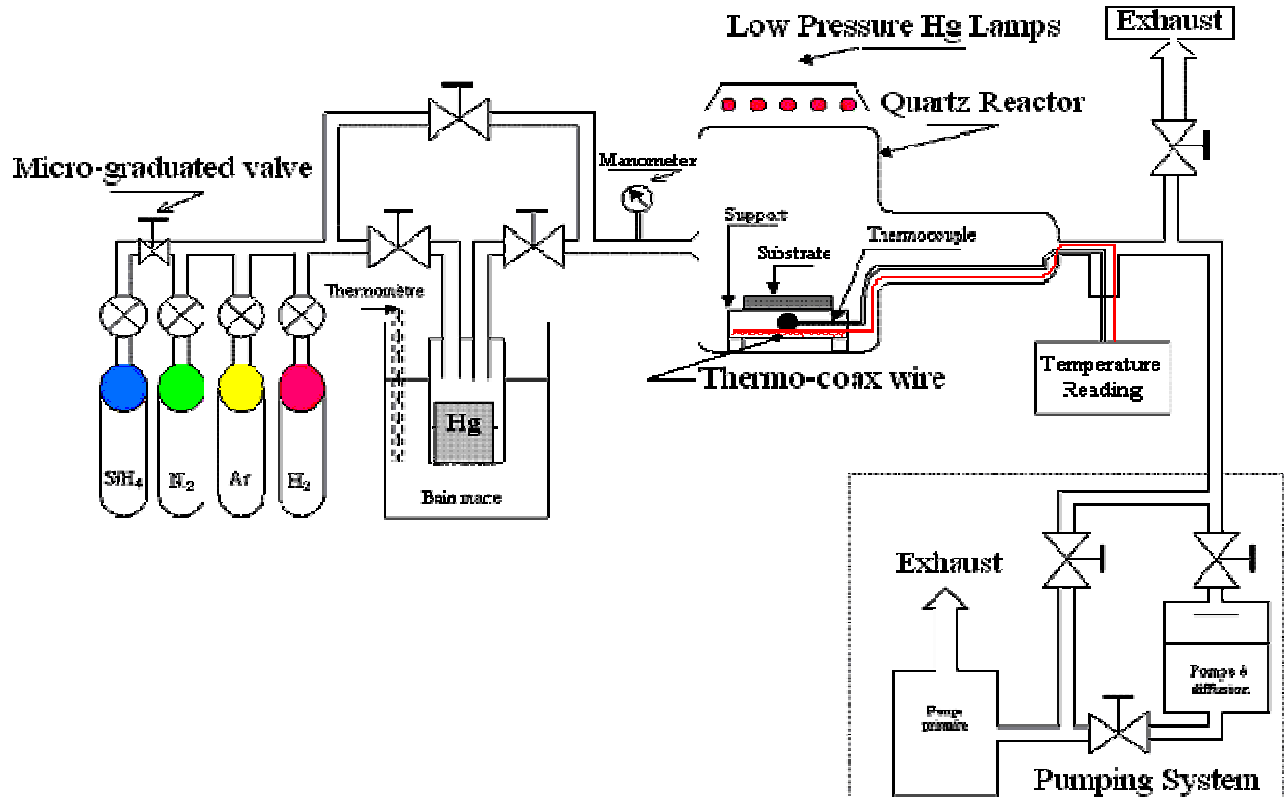 Exhaust
Low Pressure Hg Lamps
Quartz Reactor
Manometer
Micro-graduated valve
Support
Thermocouple
Substrate
Thermomètre
Thermo-coax wire
Temperature
Reading
Hg
SiH4
N2
Ar
H2
Bain marie
Exhaust
Pompe à
diffusion
Pompe
primaire
Pumping System